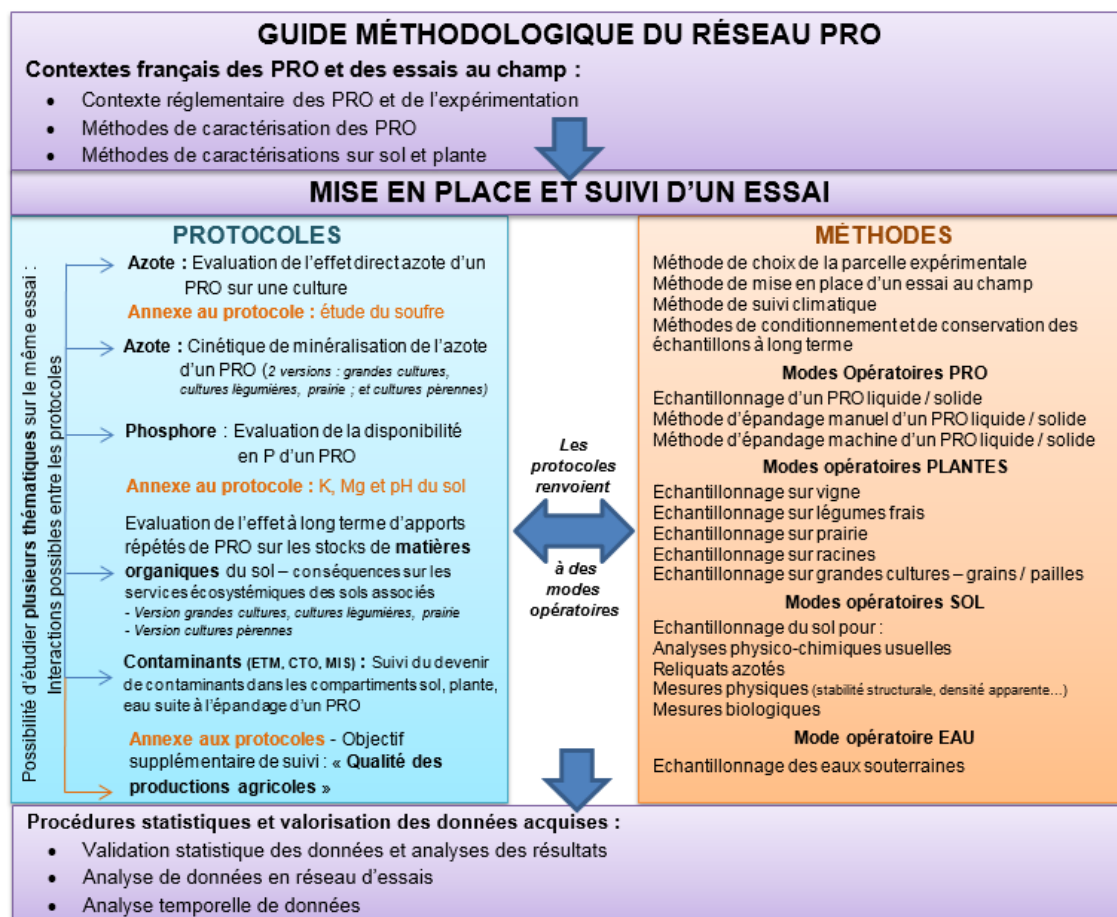 GUIDE MÉTHODOLOGIQUE DU RÉSEAU PRO
Contextes français des PRO et des essais au champ :
• Contexte réglementaire des PRO et de l'expérimentation
• Méthodes de caractérisation des PRO
• Méthodes de caractérisations sur sol et plante
MISE EN PLACE ET SUIVI D'UN ESSAI
Possibilité d'étudier plusieurs thématiques sur le même essai :
Interactions possibles entre les protocoles
PROTOCOLES
Azote : Evaluation de l'effet direct azote d'un
PRO sur une culture
Annexe au protocole : étude du soufre
Azote : Cinétique de minéralisation de l'azote
d'un PRO (2 versions : grandes cultures,
cultures légumières, prairie ; et cultures pérennes)
Phosphore : Evaluation de la disponibilité
en P d'un PRO
Annexe au protocole : K, Mg et pH du sol
Evaluation de l'effet à long terme d'apports
répétés de PRO sur les stocks de matières
organiques du sol – conséquences sur les
services écosystémiques des sols associés
- Version grandes cultures, cultures légumières, prairie
- Version cultures pérennes
Contaminants (ETM, CTO, MIS) : Suivi du devenir
de contaminants dans les compartiments sol, plante,
eau suite à l'épandage d'un PRO
Annexe aux protocoles - Objectif
supplémentaire de suivi : « Qualité des
productions agricoles »
Les
protocoles
renvoient
à des
modes
opératoires
MÉTHODES
Méthode de choix de la parcelle expérimentale
Méthode de mise en place d'un essai au champ
Méthode de suivi climatique
Méthodes de conditionnement et de conservation des
échantillons à long terme
Modes Opératoires PRO
Echantillonnage d'un PRO liquide / solide
Méthode d'épandage manuel d'un PRO liquide / solide
Méthode d'épandage machine d'un PRO liquide / solide
Modes opératoires PLANTES
Echantillonnage sur vigne
Echantillonnage sur légumes frais
Echantillonnage sur prairie
Echantillonnage sur racines
Echantillonnage sur grandes cultures – grains / pailles
Modes opératoires SOL
Echantillonnage du sol pour :
Analyses physico-chimiques usuelles
Reliquats azotés
Mesures physiques (stabilité structurale, densité apparente…)
Mesures biologiques
Mode opératoire EAU
Echantillonnage des eaux souterraines
Procédures statistiques et valorisation des données acquises :
• Validation statistique des données et analyses des résultats
• Analyse de données en réseau d'essais
• Analyse temporelle de données